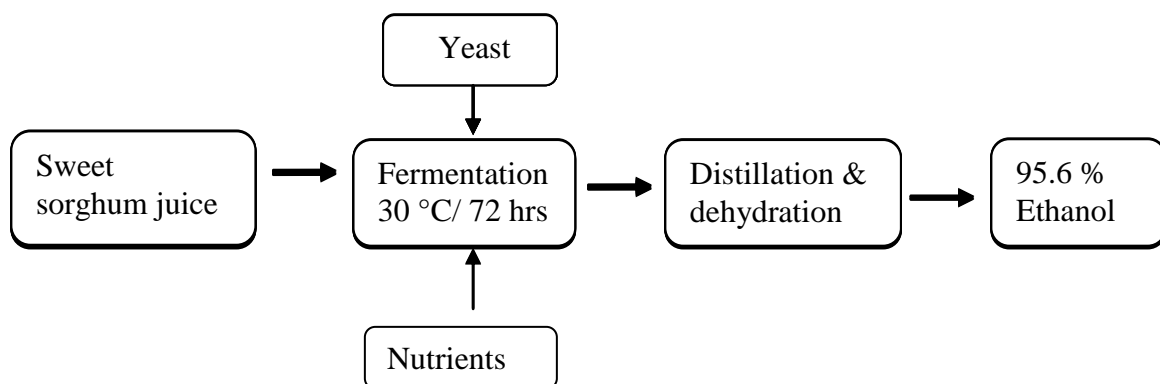 Yeast
Sweet
sorghum juice
Fermentation
30 °C/ 72 hrs
Distillation &
dehydration
95.6 %
Ethanol
Nutrients